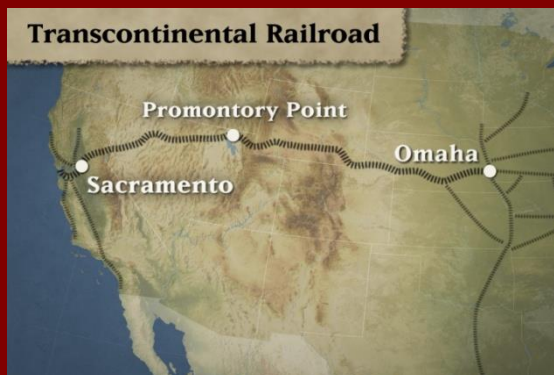 Transcontinental Railroad
Promontory Point
Omaha
Sacramento